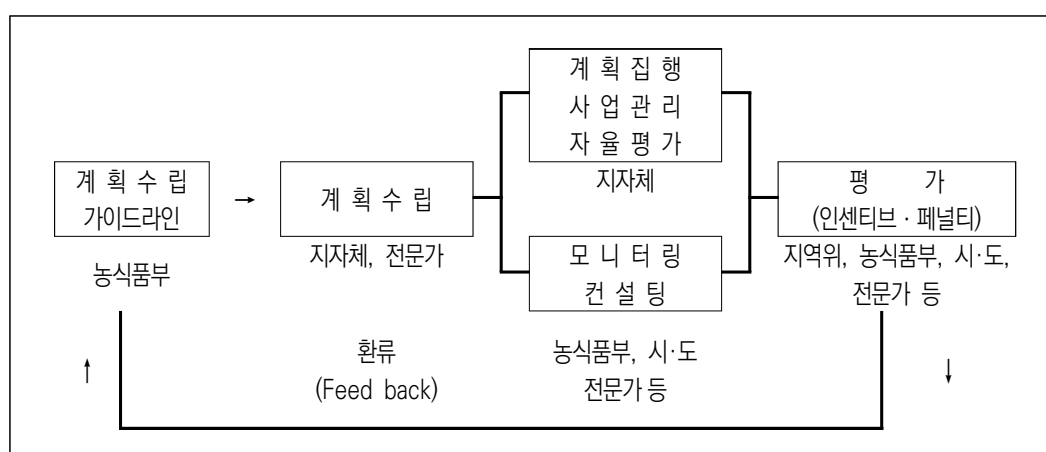 계 획 수 립
가이드라인
농식품부
→
계 획 수 립
지자체, 전문가
계 획 집 행
사 업 관 리
자 율 평 가
지자체
모 니 터 링
컨 설 팅
농식품부, 시·도
전문가 등
평 가
(인센티브 · 페널티)
지역위, 농식품부, 시·도,
전문가 등
↑
환류
(Feed back)
↓